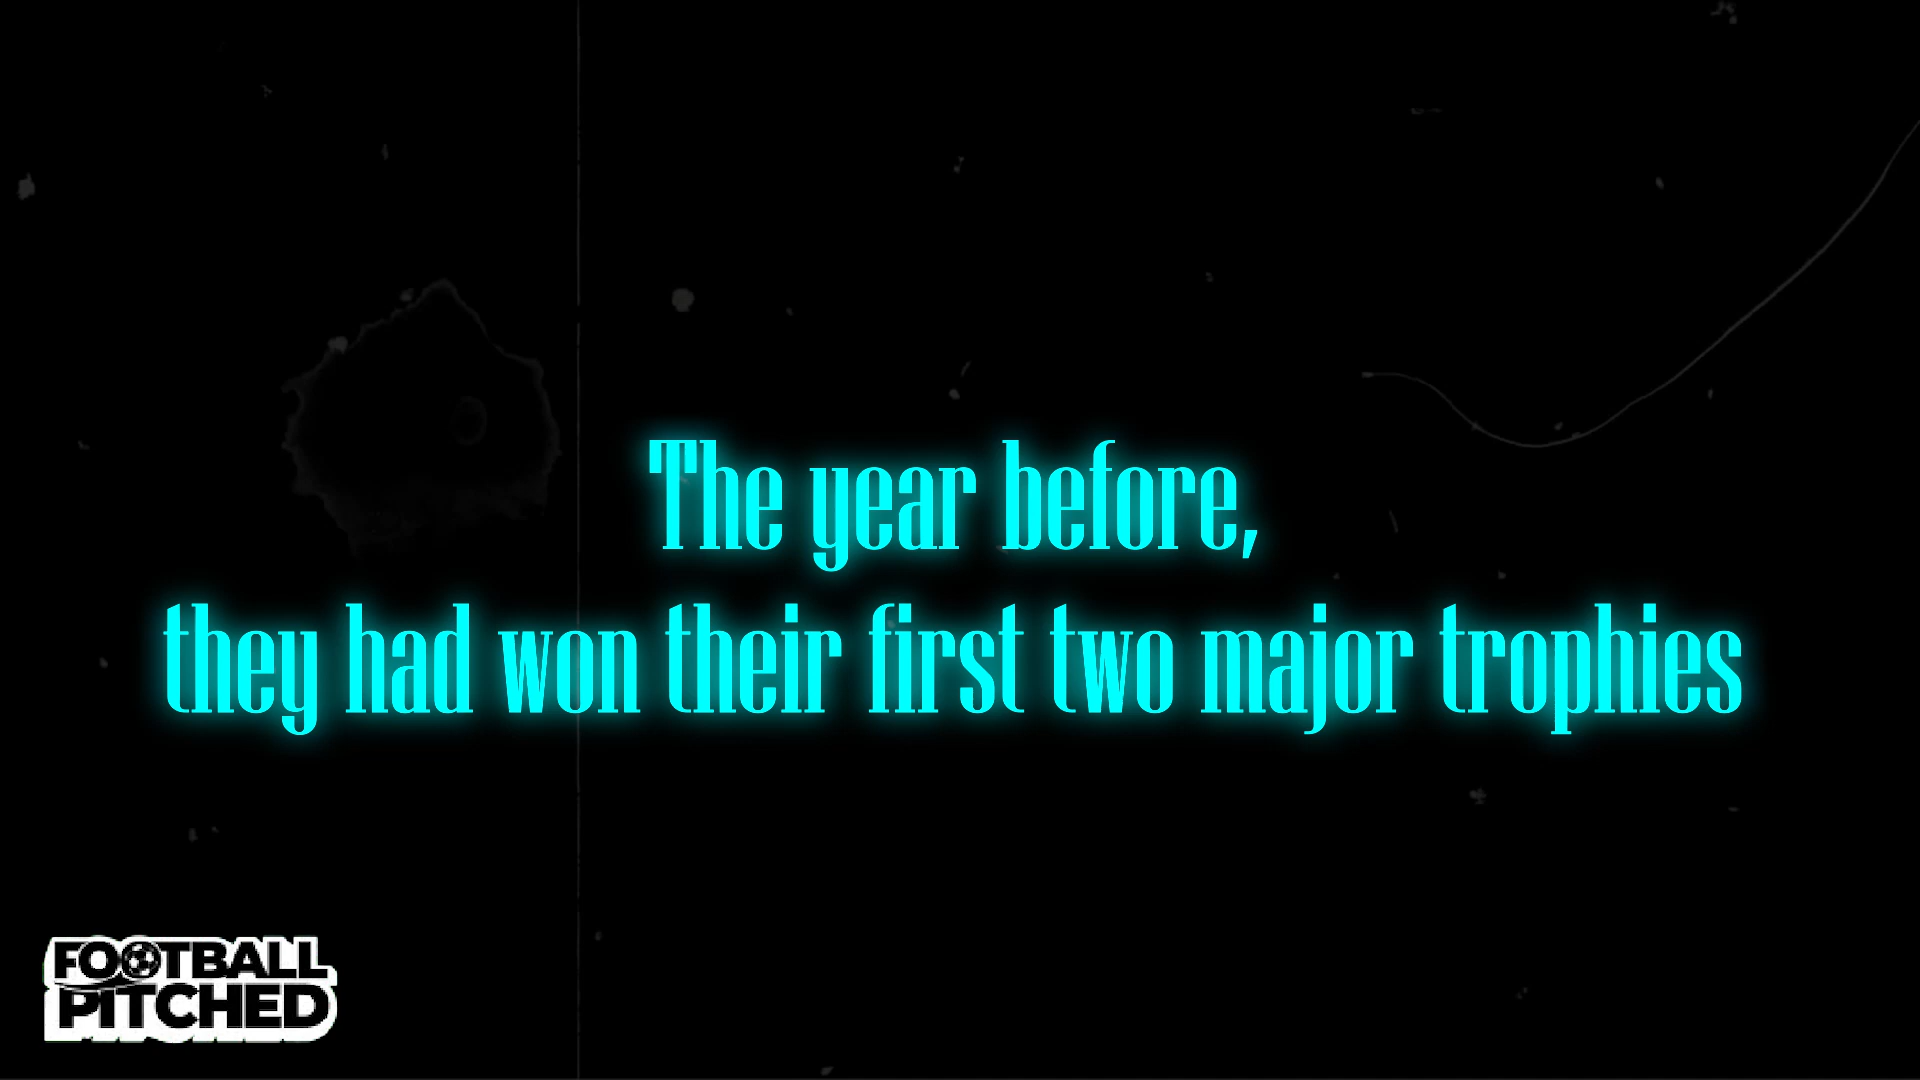 The year before,
they had won their first two major trophies
FOOTBALL
PITCHED